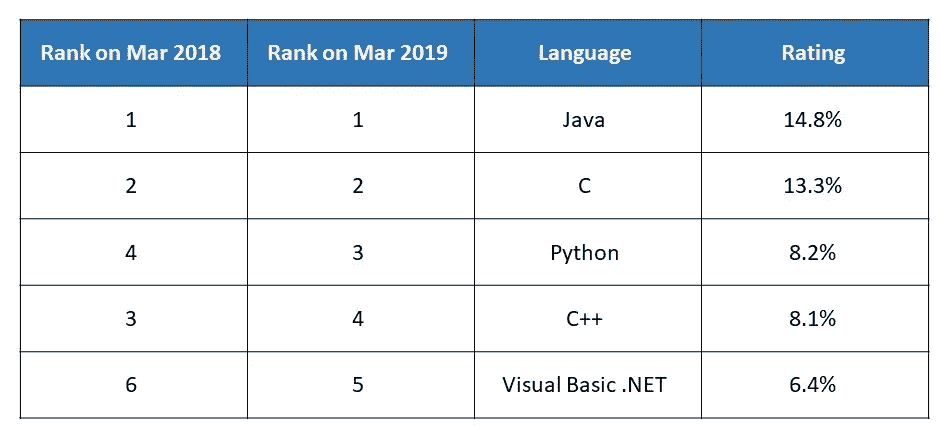 Rank on Mar 2018 Rank on Mar 2019 Language Rating
1 1 Java 14.8%
2 2 C 13.3%
4 3 Python 8.2%
3 4 C++ 8.1%
6 5 Visual Basic .NET 6.4%